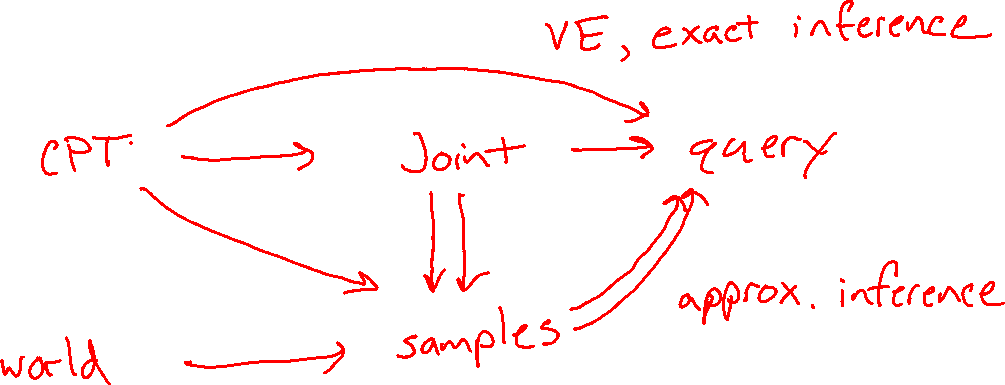 VE, exact inference
CPT
Joint
query
approx. inference
samples
world